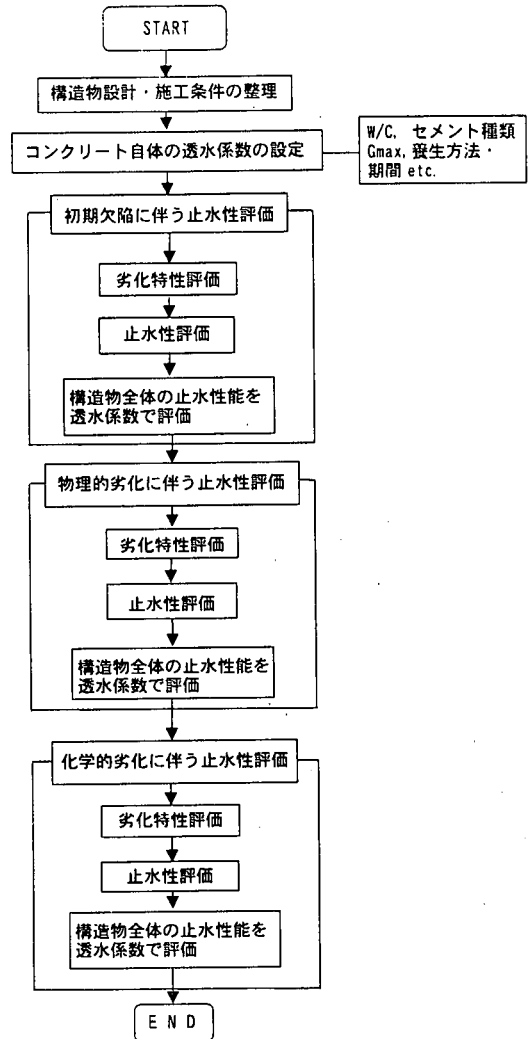 START
構造物設計・施工条件の整理
コンクリート自体の透水係数の設定
W/C, セメント種類
Gmax, 養生方法・
期間 etc.
初期欠陥に伴う止水性評価
劣化特性評価
止水性評価
構造物全体の止水性能を
透水係数で評価
物理的劣化に伴う止水性評価
劣化特性評価
止水性評価
構造物全体の止水性能を
透水係数で評価
化学的劣化に伴う止水性評価
劣化特性評価
止水性評価
構造物全体の止水性能を
透水係数で評価
END